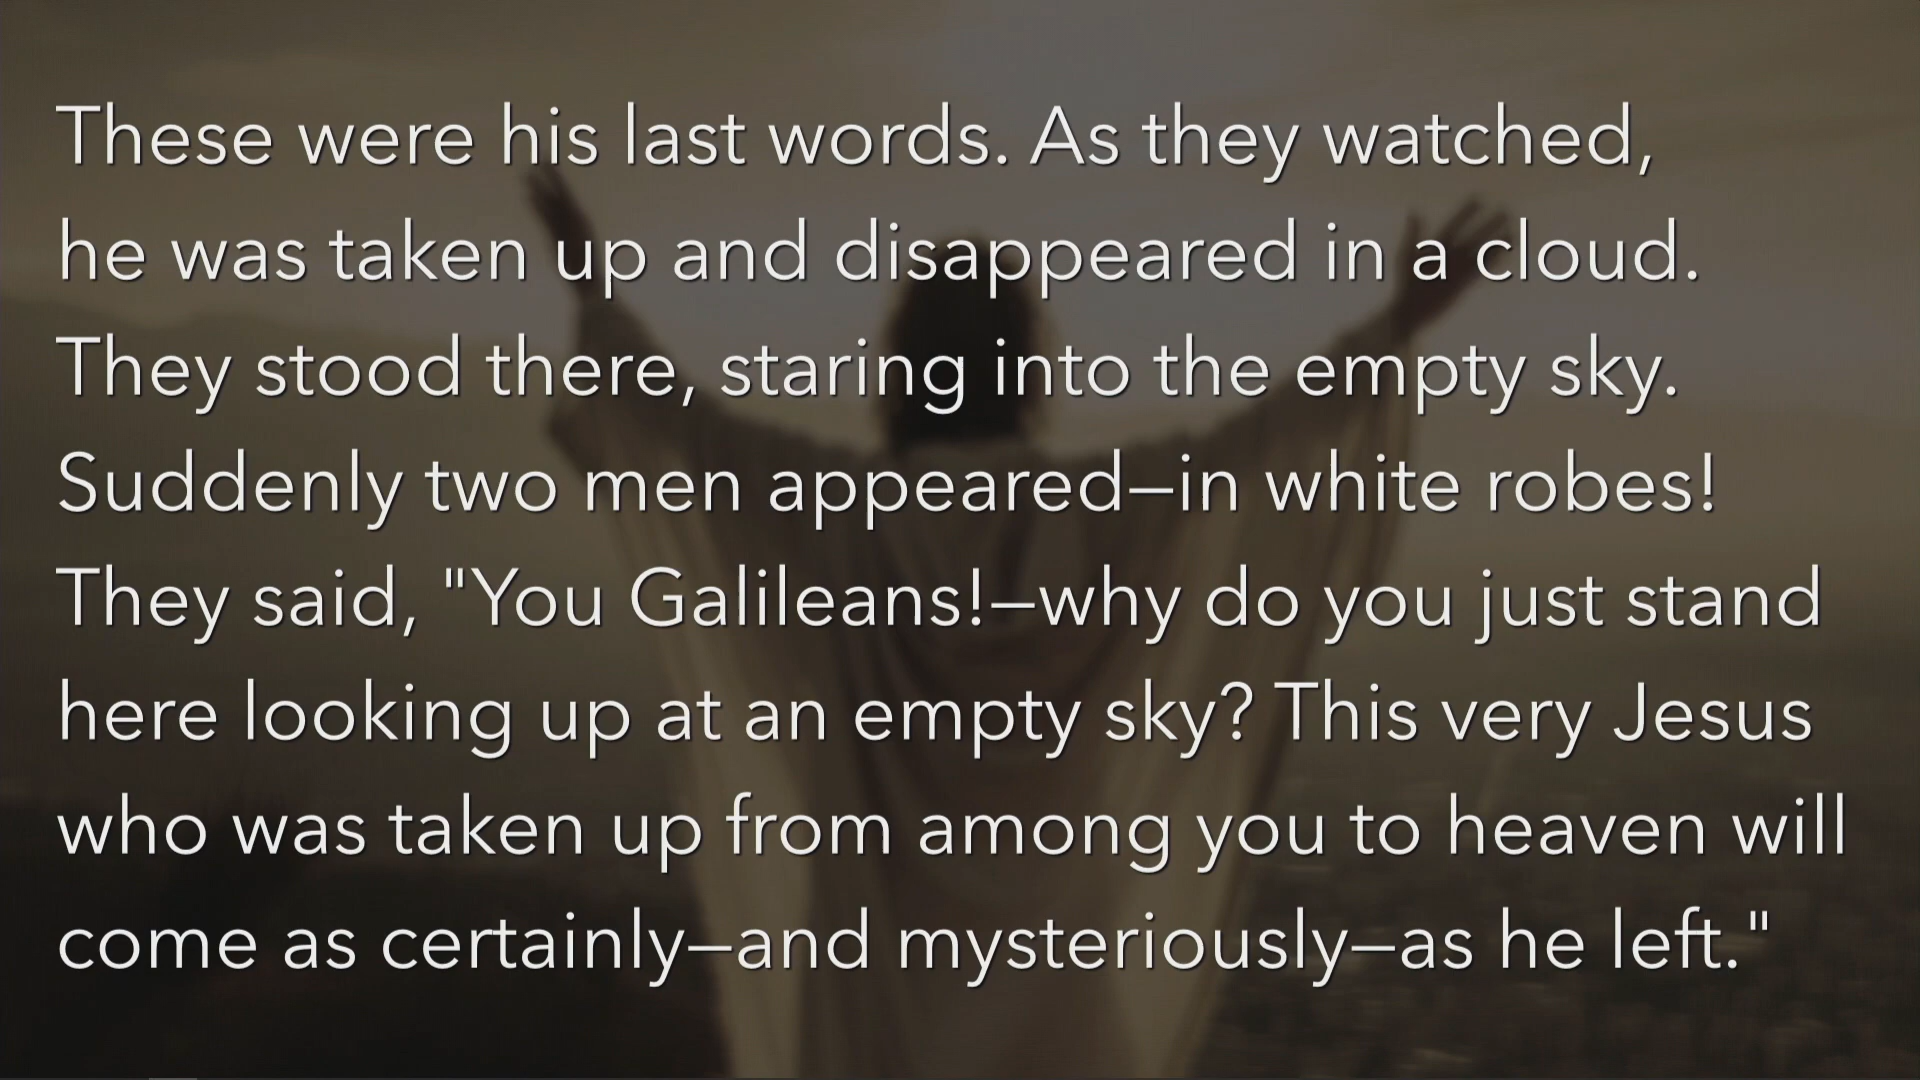 These were his last words. As they watched,
he was taken up and disappeared in a cloud.
They stood there, staring into the empty sky.
Suddenly two men appeared—in white robes!
They said, "You Galileans!—why do you just stand
here looking up at an empty sky? This very Jesus
who was taken up from among you to heaven will
come as certainly—and mysteriously—as he left."